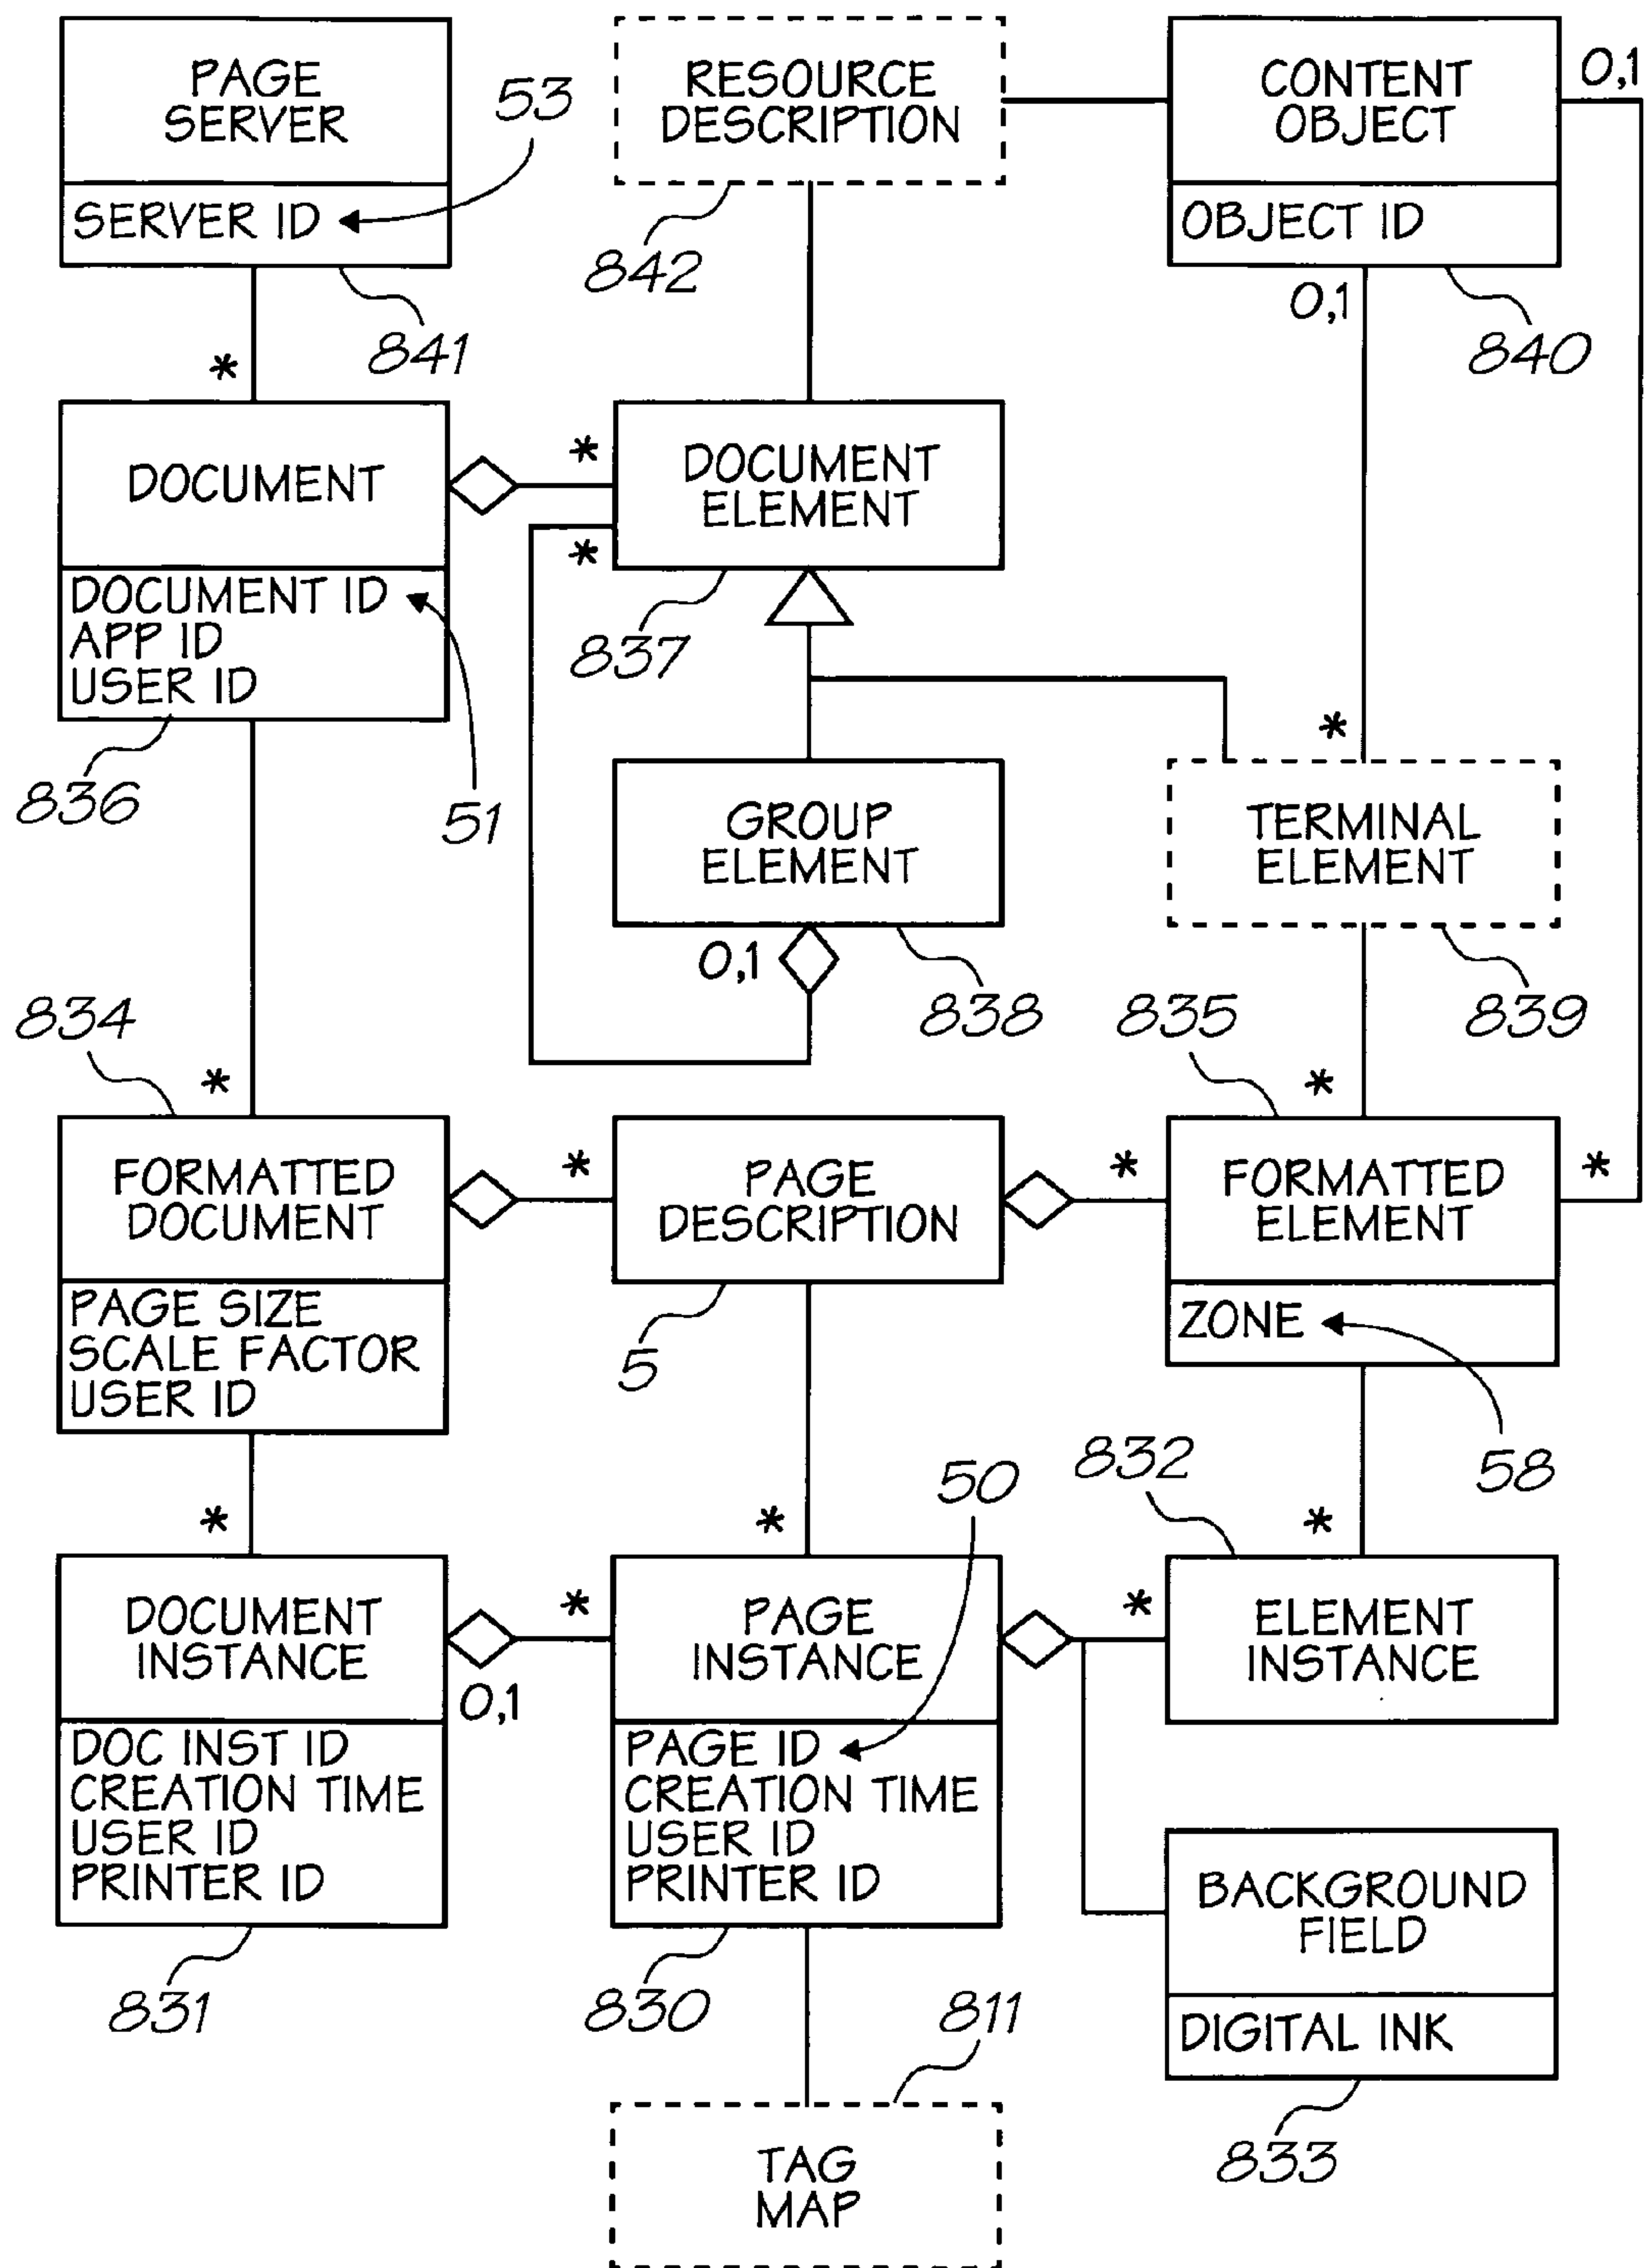 PAGE
SERVER
SERVER ID
53
841
RESOURCE
DESCRIPTION
842
CONTENT
OBJECT
OBJECT ID
0,1
0,1
840
*
DOCUMENT
DOCUMENT ID
APP ID
USER ID
836
51
*
*
DOCUMENT
ELEMENT
837
GROUP
ELEMENT
0,1
838
*
TERMINAL
ELEMENT
839
834
*
FORMATTED
DOCUMENT
PAGE SIZE
SCALE FACTOR
USER ID
*
PAGE
DESCRIPTION
5
835
*
*
FORMATTED
ELEMENT
*
ZONE
58
*
DOCUMENT
INSTANCE
0,1
DOC INST ID
CREATION TIME
USER ID
PRINTER ID
831
*
*
50
PAGE
INSTANCE
PAGE ID
CREATION TIME
USER ID
PRINTER ID
830
832
*
*
ELEMENT
INSTANCE
BACKGROUND
FIELD
DIGITAL INK
833
811
TAG
MAP